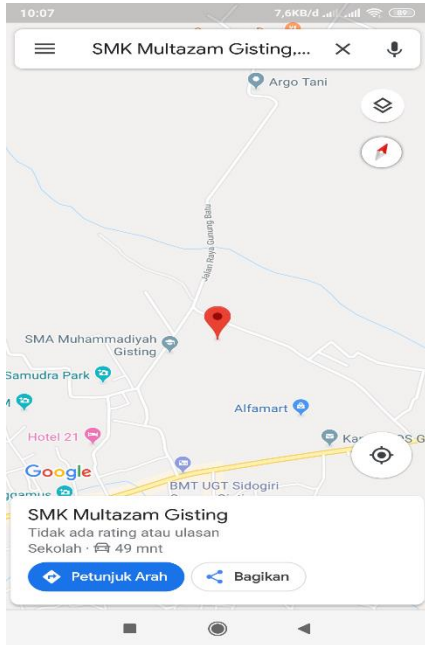 10:07
7,6KB/d
89
SMK Multazam Gisting,...
Argo Tani
Jalan Raya Gunung Batu
SMA Muhammadiyah
Gisting
Samudra Park
Alfamart
Hotel 21
Google
BMT UGT Sidogiri
SMK Multazam Gisting
Tidak ada rating atau ulasan
Sekolah · 49 mnt
Petunjuk Arah
Bagikan